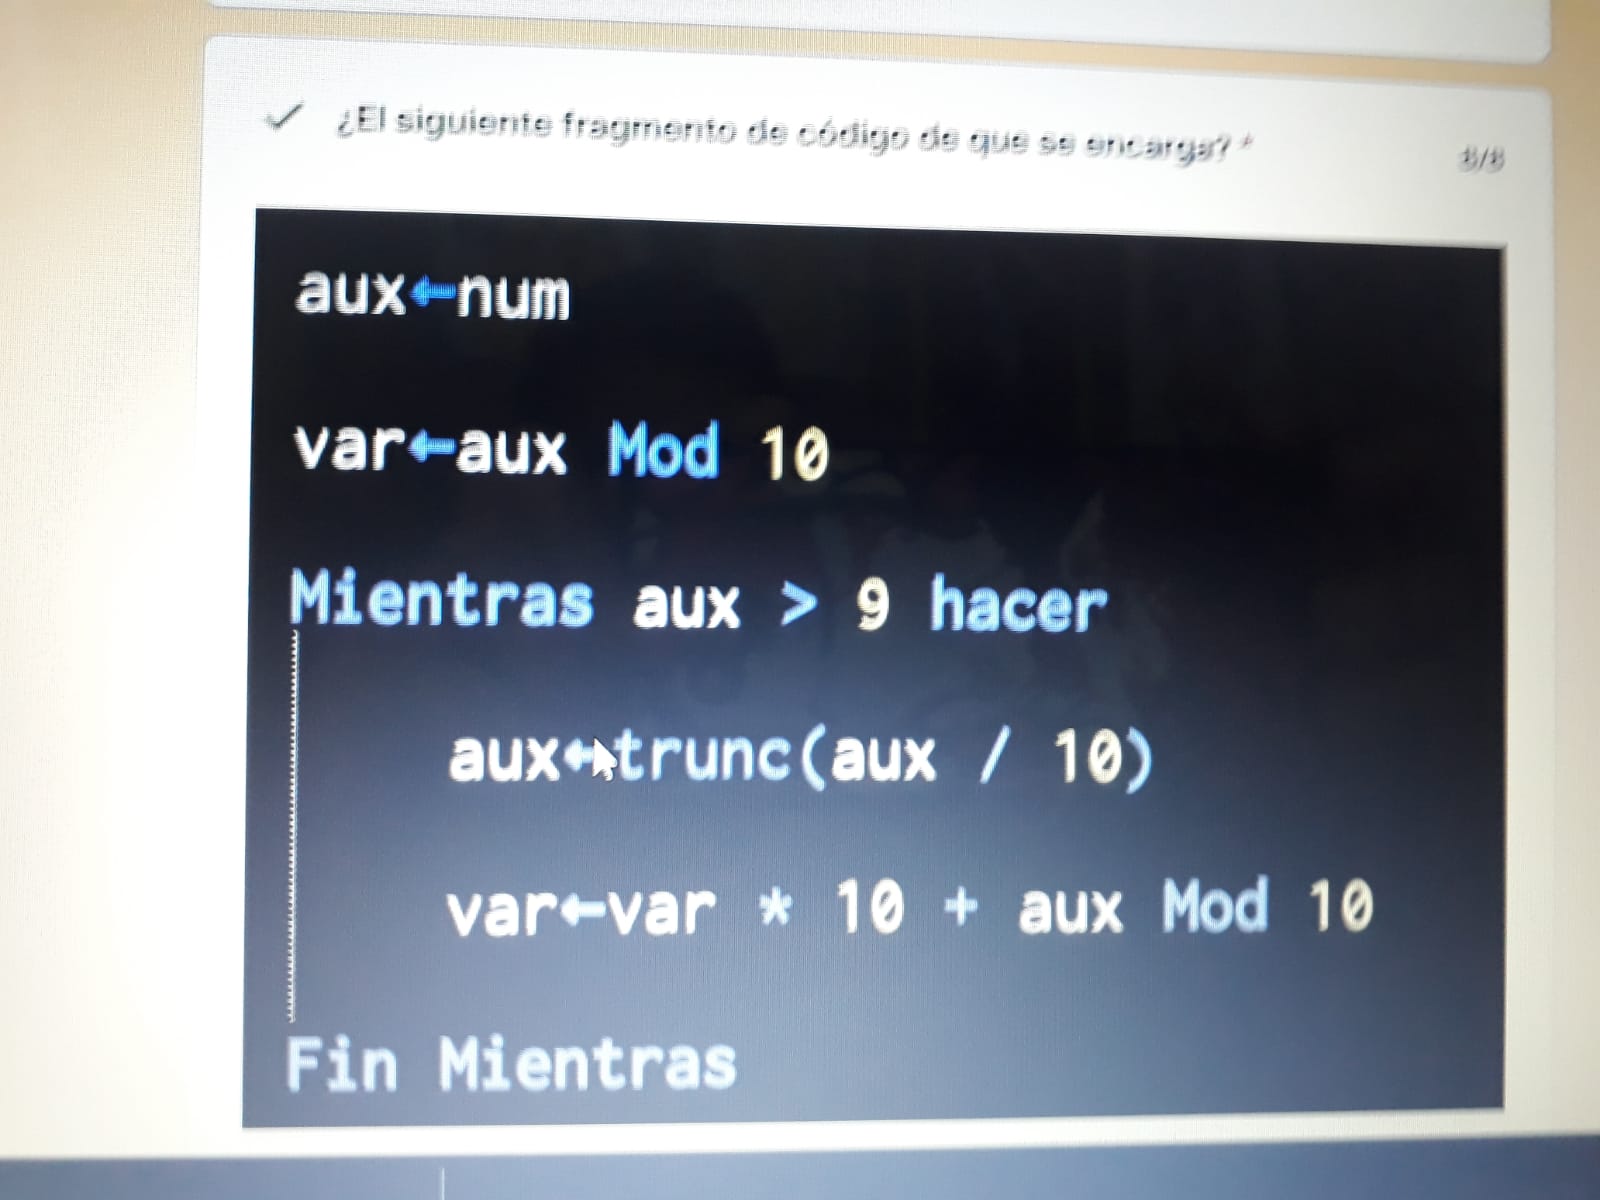 ¿El siguiente fragmento de código de que se encarga? *
8/8
aux←num
var←aux Mod 10
Mientras aux > 9 hacer
aux←trunc(aux / 10)
var←var * 10 + aux Mod 10
Fin Mientras